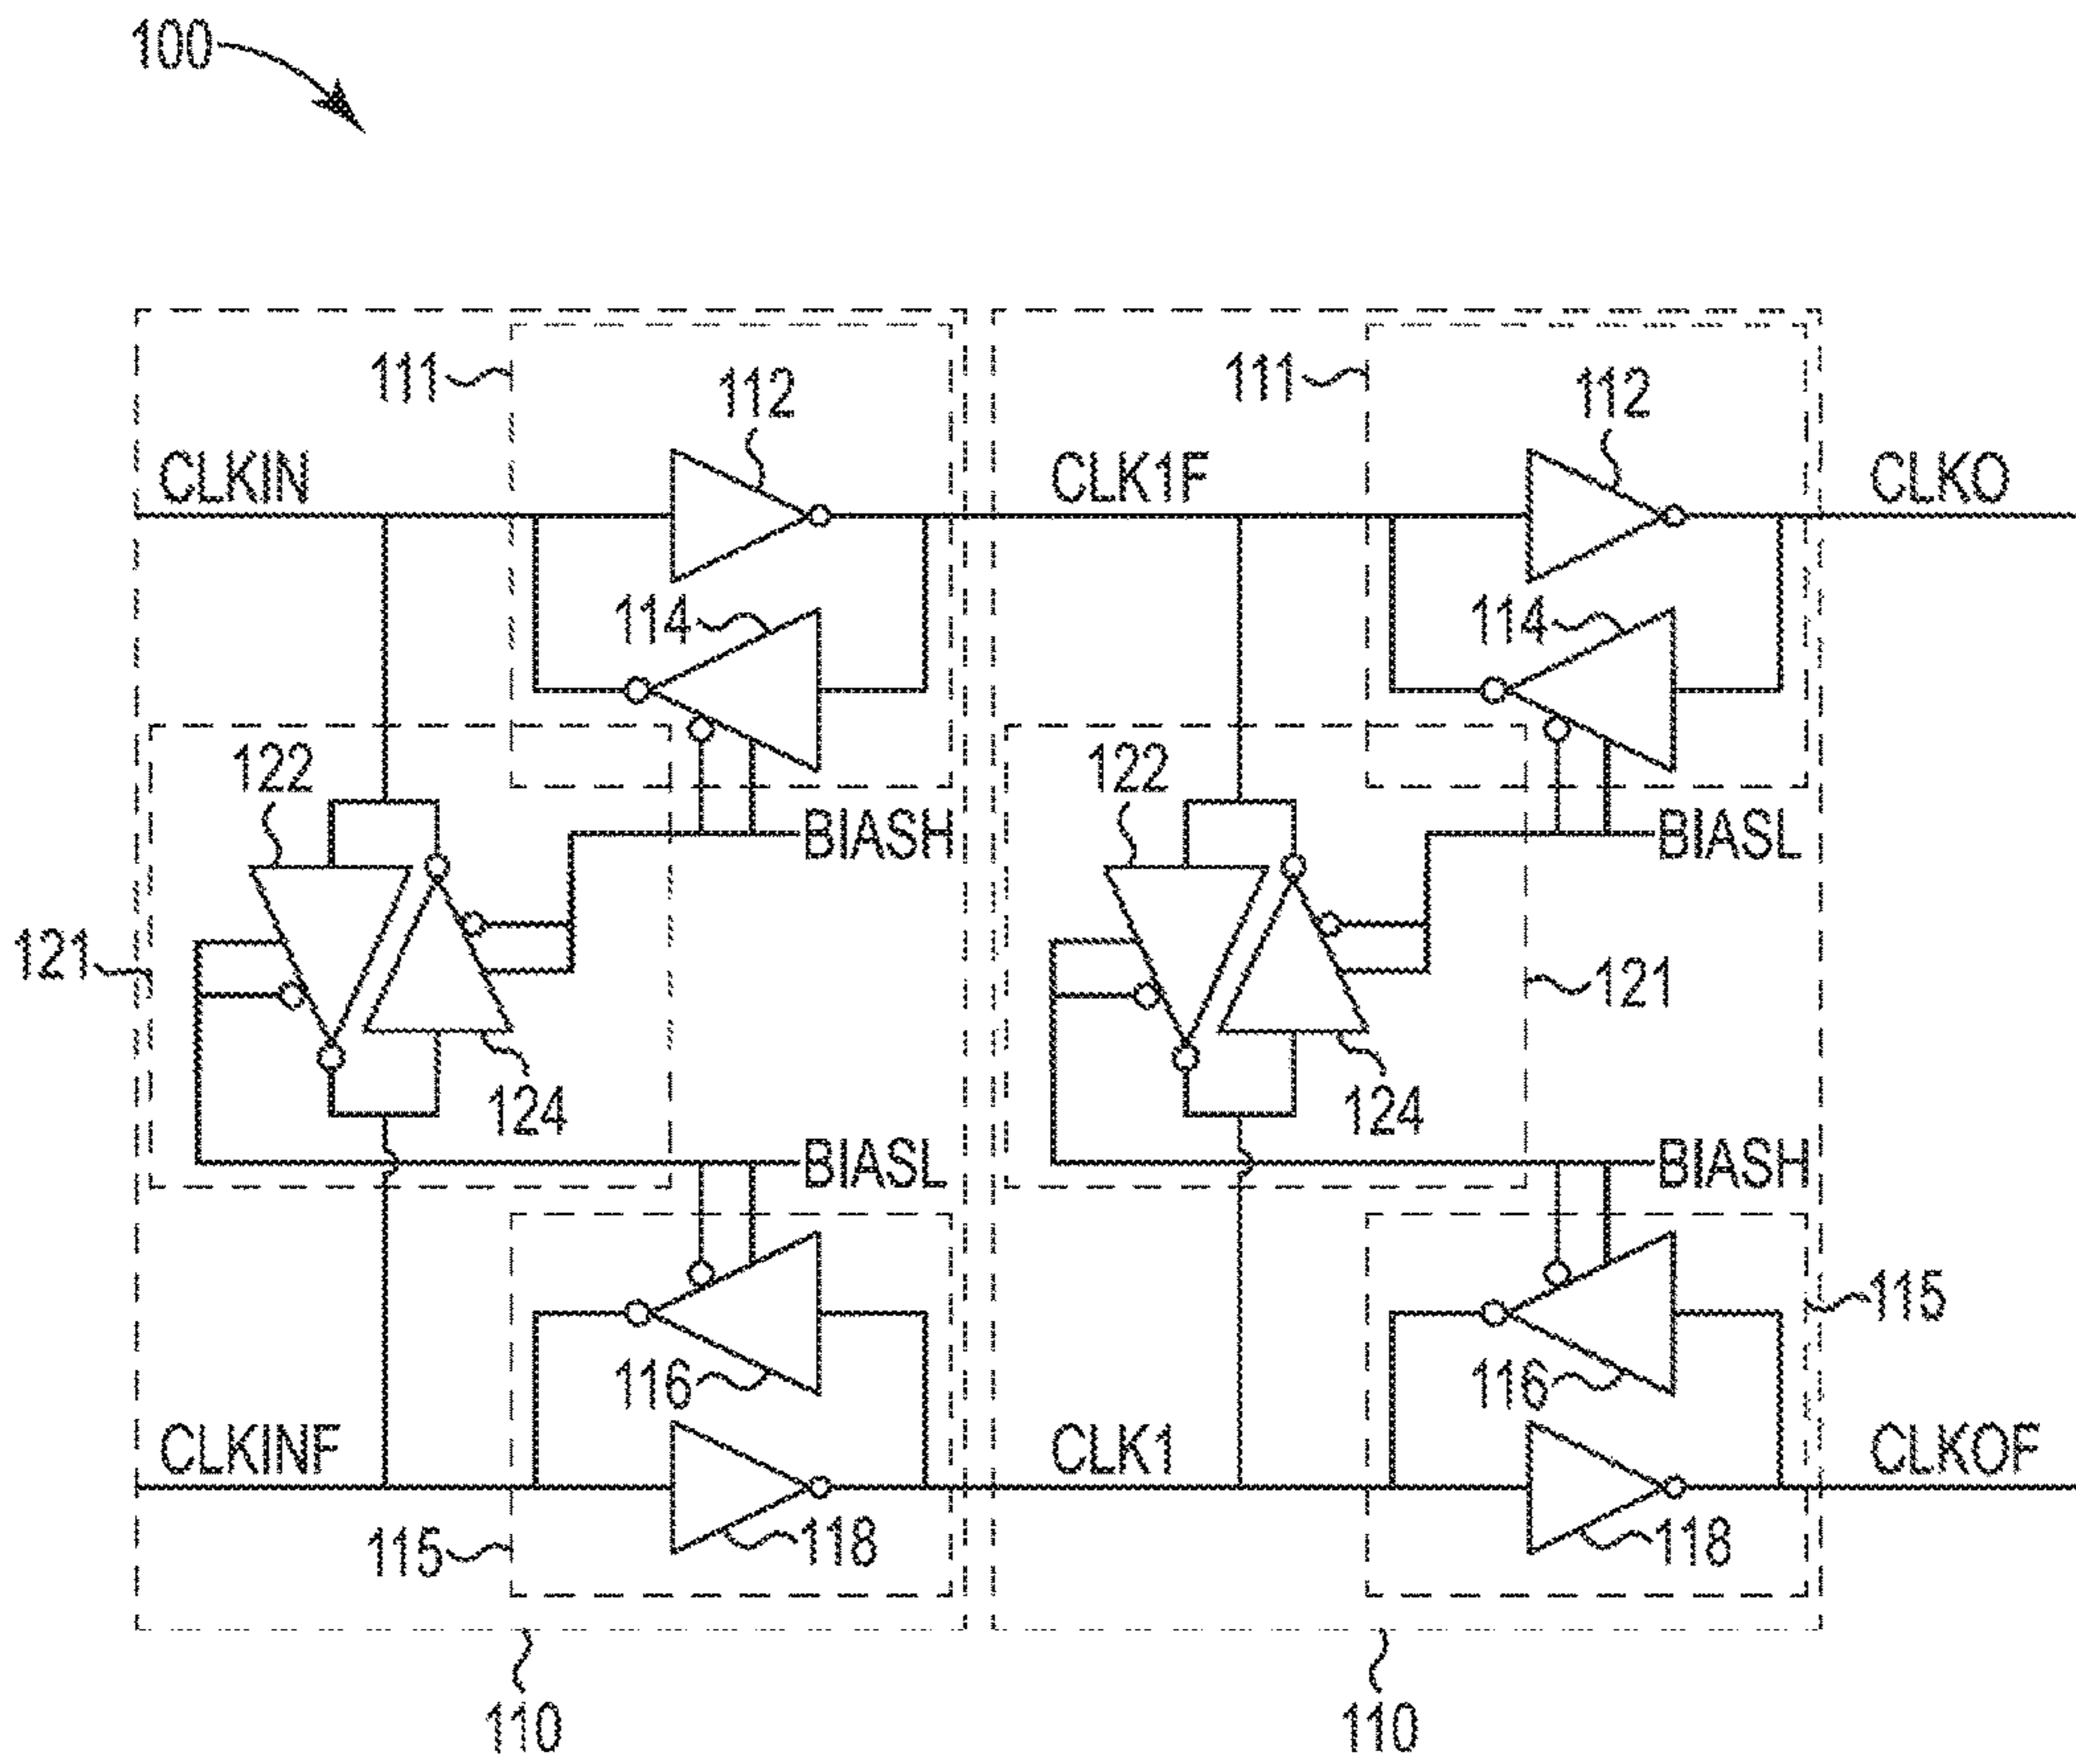 100
111 112 111 112
CLKIN CLK1F CLKO
114 114
122 BIASH 122 BIASL
121 121
124 124
BIASL BIASH
115
116 116
CLKINF CLK1 CLKOF
115 118 118
110 110